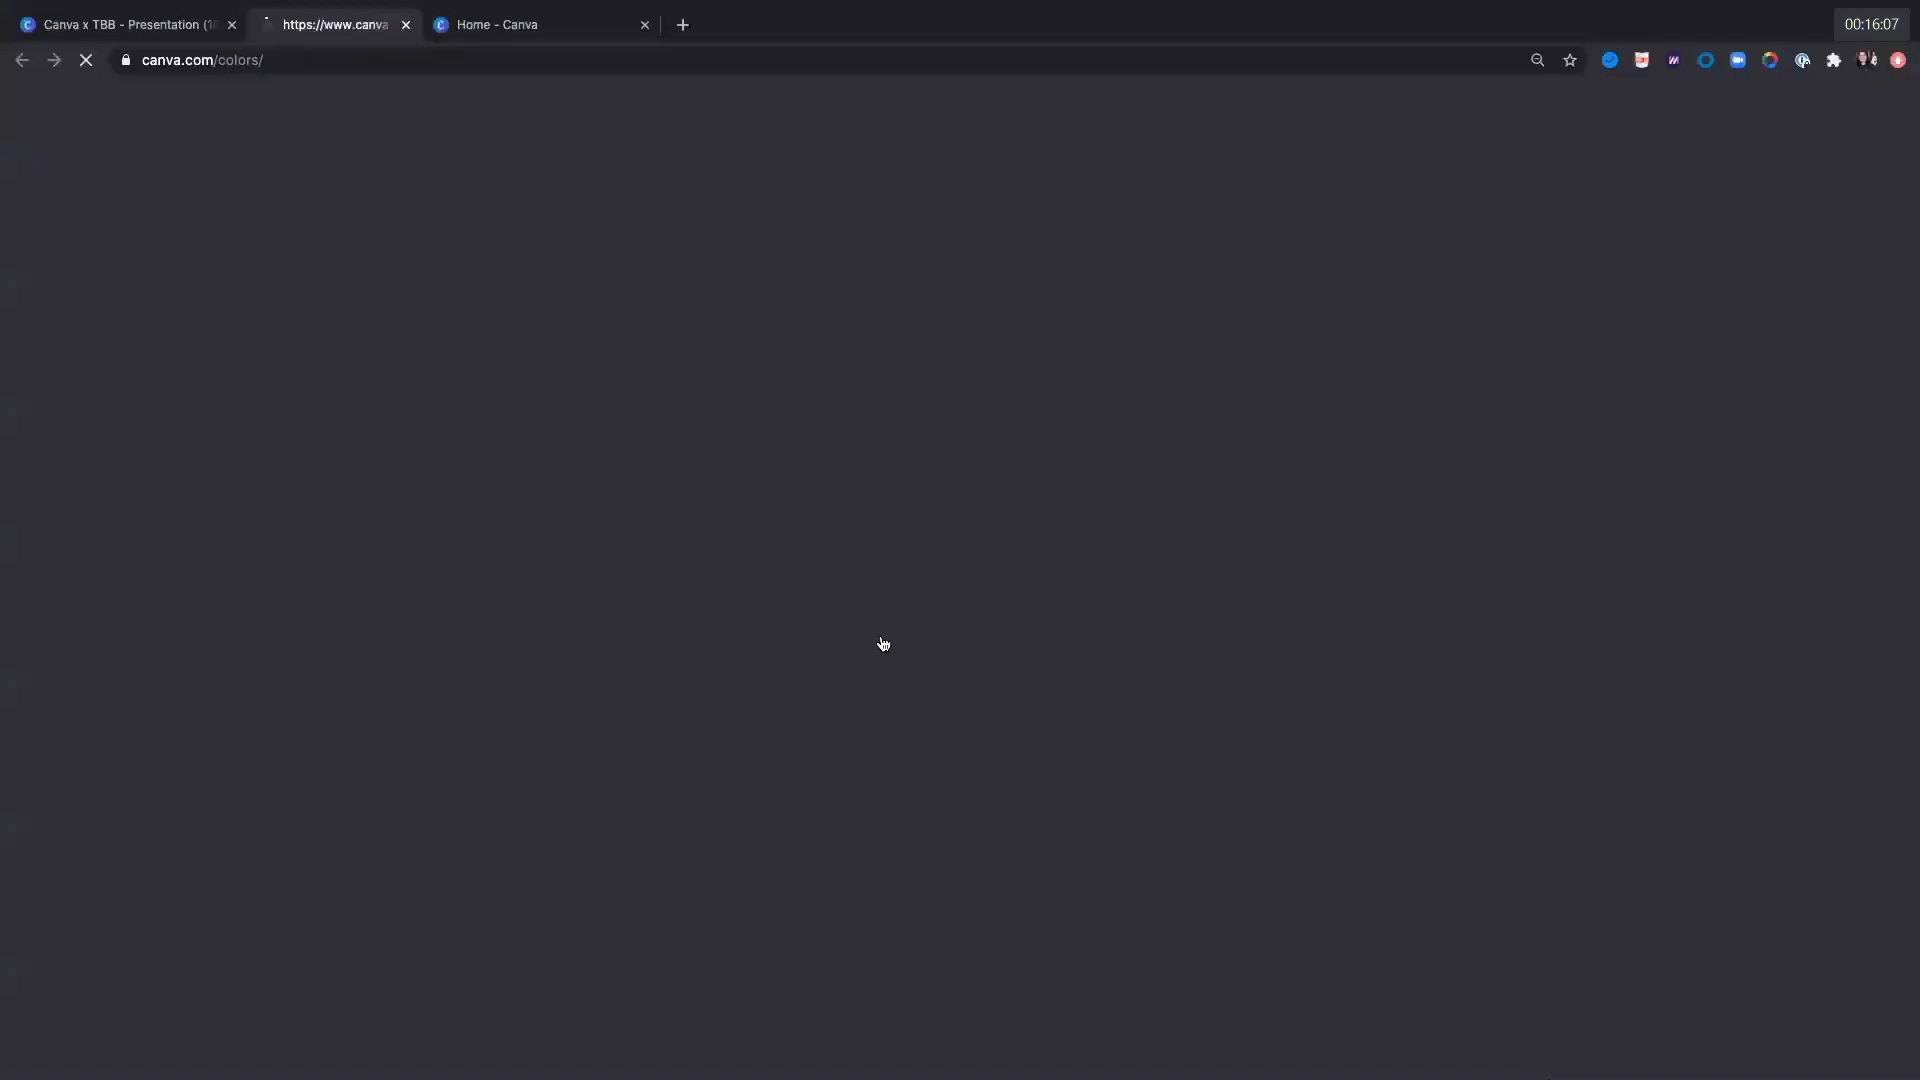 Canva x TBB - Presentation (1
https://www.canva
Home - Canva
00:16:07
canva.com/colors/